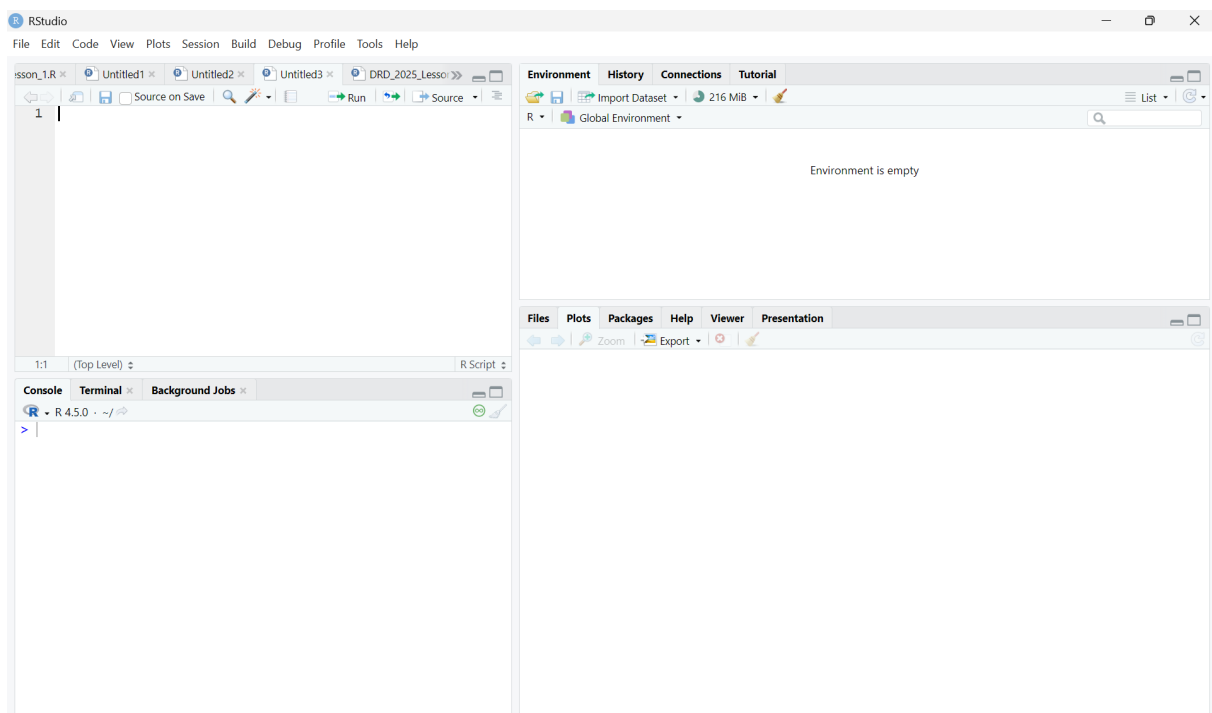 RStudio
File Edit Code View Plots Session Build Debug Profile Tools Help
esson_1.R Untitled1 Untitled2 Untitled3 DRD_2025_Lesso
Source on Save Run Source
1
1:1 (Top Level) R Script
Console Terminal Background Jobs
R 4.5.0 · ~/
>
Environment History Connections Tutorial
Import Dataset 216 MiB List
R Global Environment
Environment is empty
Files Plots Packages Help Viewer Presentation
Zoom Export